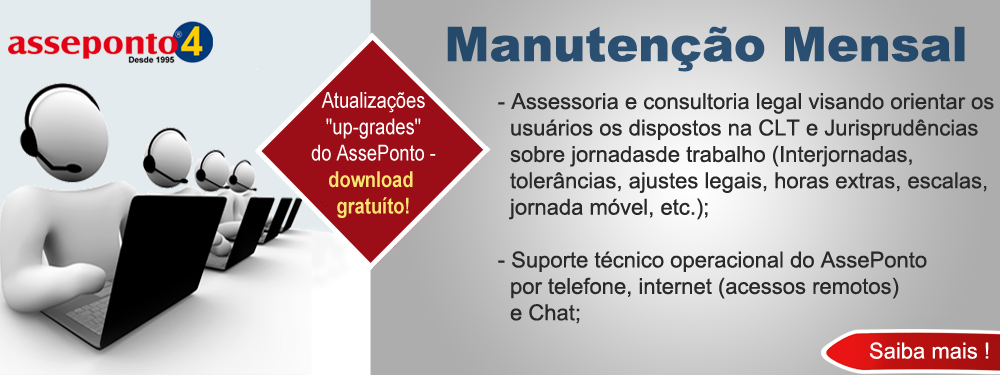 asseponto®4
Desde 1995
Atualizações
"up-grades"
do AssePonto -
download
gratuíto!
Manutenção Mensal
- Assessoria e consultoria legal visando orientar os
usuários os dispostos na CLT e Jurisprudências
sobre jornadasde trabalho (Interjornadas,
tolerâncias, ajustes legais, horas extras, escalas,
jornada móvel, etc.);
- Suporte técnico operacional do AssePonto
por telefone, internet (acessos remotos)
e Chat;
Saiba mais !